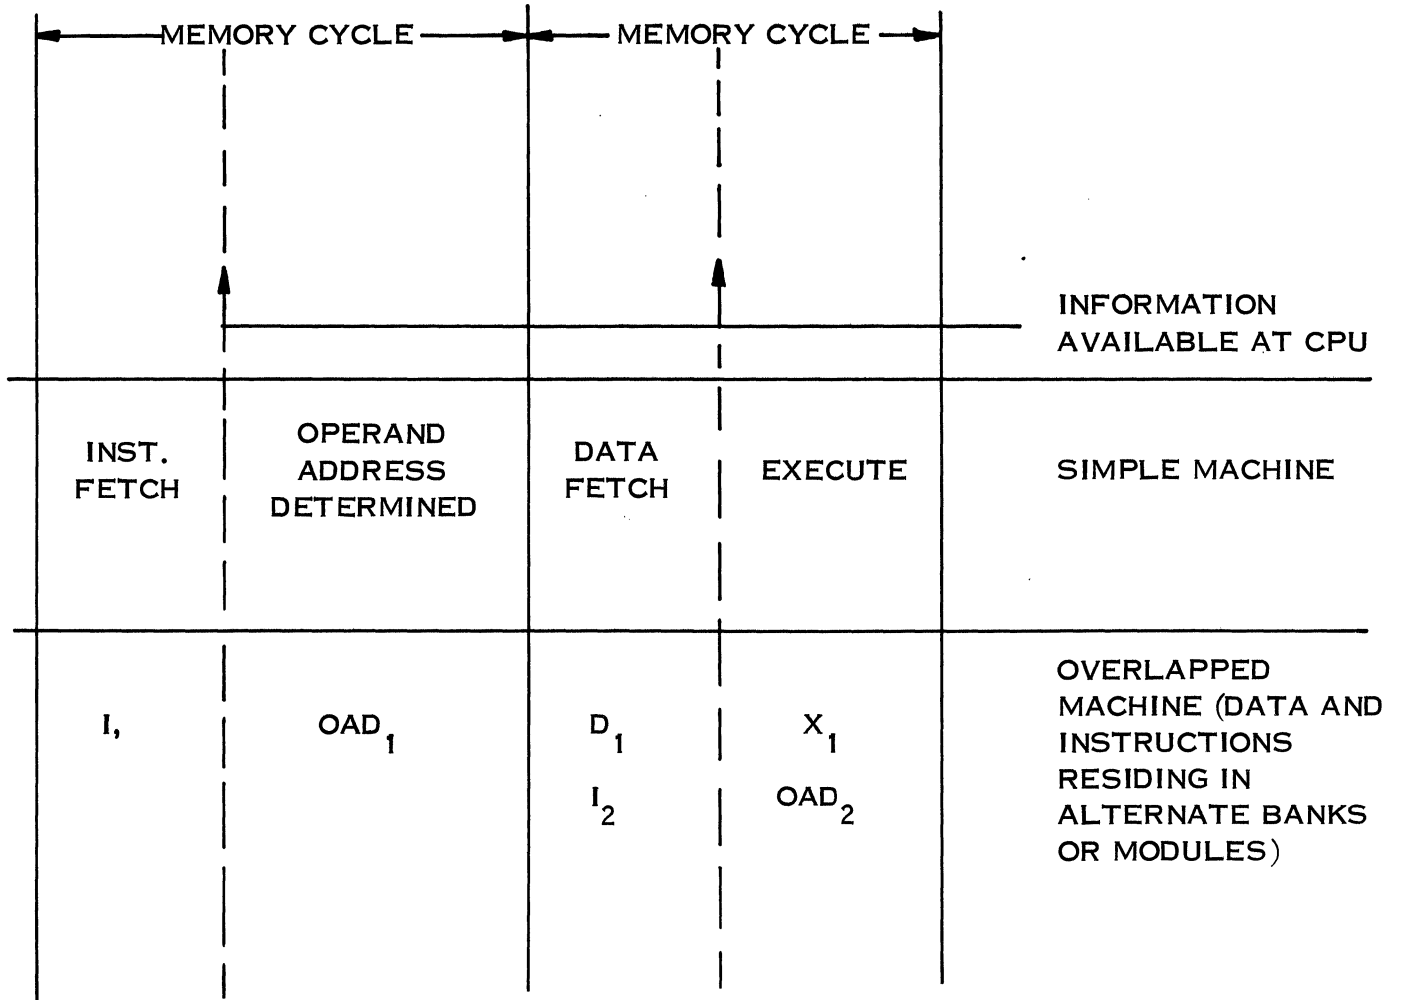 MEMORY CYCLE MEMORY CYCLE
INFORMATION
AVAILABLE AT CPU
INST.
FETCH
OPERAND
ADDRESS
DETERMINED
DATA
FETCH
EXECUTE
SIMPLE MACHINE
I,
OAD1
D1
X1
I2
OAD2
OVERLAPPED
MACHINE (DATA AND
INSTRUCTIONS
RESIDING IN
ALTERNATE BANKS
OR MODULES)